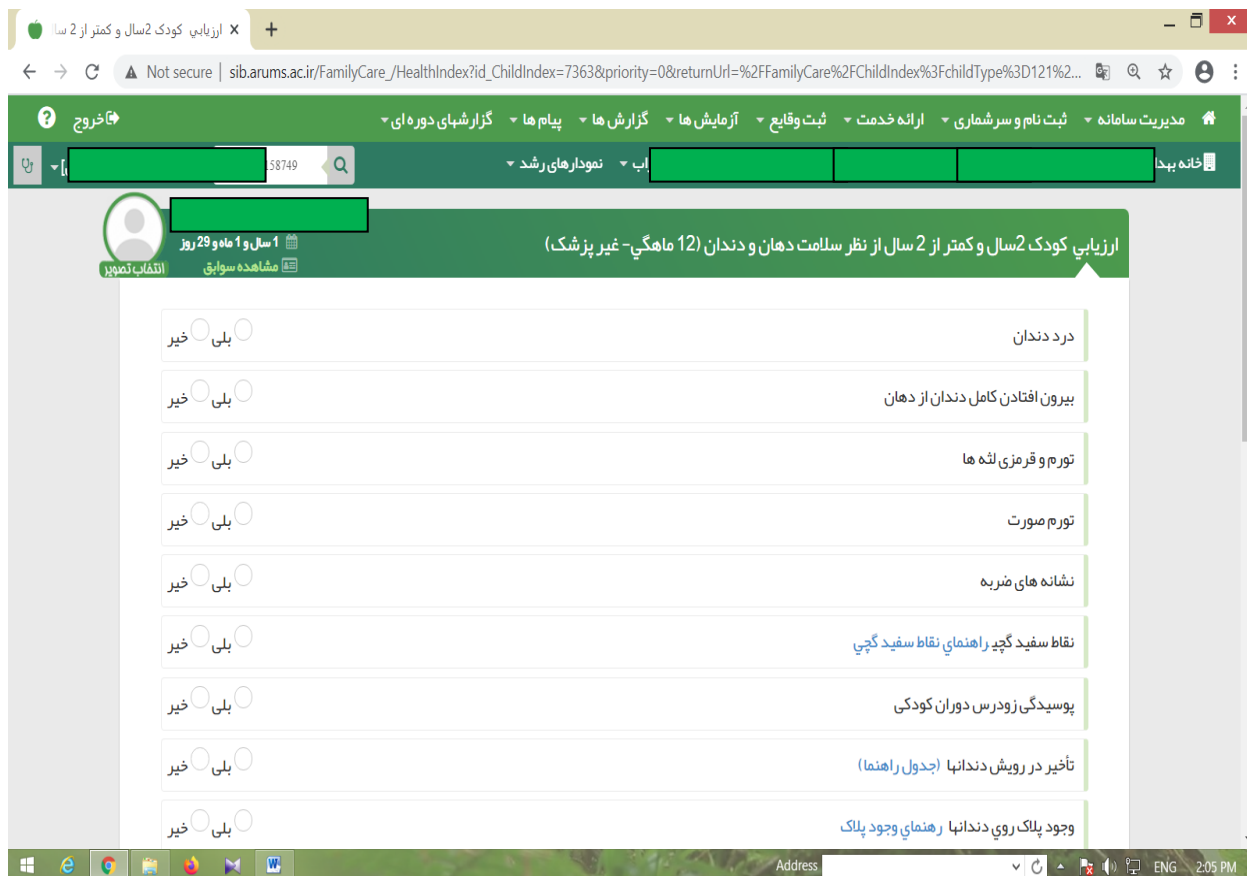 ارزيابي کودک 2سال و کمتر از 2 سا
Not secure | sib.arums.ac.ir/FamilyCare_/HealthIndex?id_ChildIndex=7363&priority=0&returnUrl=%2FFamilyCare%2FChildIndex%3FchildType%3D121%2...
مدیریت سامانه ثبت نام و سرشماری ارائه خدمت ثبت وقایع آزمایش ها گزارش ها پیام ها گزارشهای دوره ای خروج ?
خانه بهدا اب نمودارهای رشد 158749
ارزيابي کودک 2سال و کمتر از 2 سال از نظر سلامت دهان و دندان (12 ماهگي- غير پزشک)
1 سال و 1 ماه و 29 روز
مشاهده سوابق
انتخاب تصویر
درد دندان بلی خیر
بیرون افتادن کامل دندان از دهان بلی خیر
تورم و قرمزی لثه ها بلی خیر
تورم صورت بلی خیر
نشانه های ضربه بلی خیر
نقاط سفید گچی راهنماي نقاط سفيد گچي بلی خیر
پوسیدگی زودرس دوران کودکی بلی خیر
تأخیر در رویش دندانها (جدول راهنما) بلی خیر
وجود پلاک روي دندانها رهنماي وجود پلاک بلی خیر
Address ENG 2:05 PM